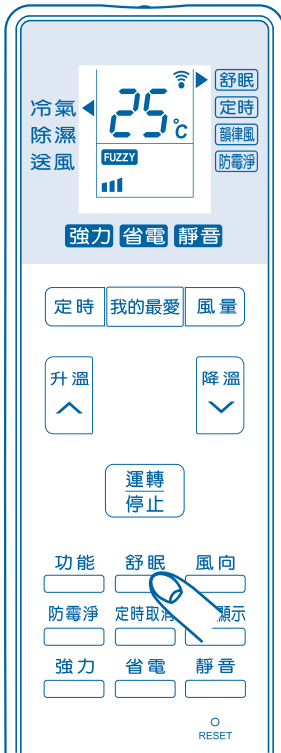 舒眠
冷氣 25℃ 定時
除濕 韻律風
送風 FUZZY 防霉淨
強力 省電 靜音
定時 我的最愛 風量
升溫 降溫
運轉
停止
功能 舒眠 風向
防霉淨 定時取消 顯示
強力 省電 靜音
RESET